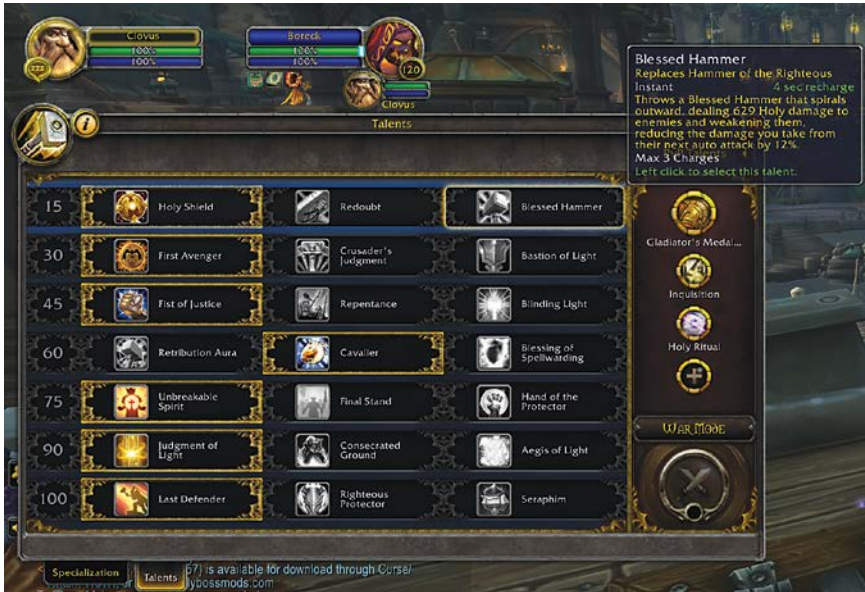 Clovus
100%
100%
Boreck
100%
100%
120
Clovus
Talents
Blessed Hammer
Replaces Hammer of the Righteous
Instant 4 sec recharge
Throws a Blessed Hammer that spirals
outward, dealing 629 Holy damage to
enemies and weakening them,
reducing the damage you take from
their next auto attack by 12%.
Max 3 Charges
Left click to select this talent.
15 Holy Shield Redoubt Blessed Hammer
30 First Avenger Crusader's Judgment Bastion of Light
45 Fist of Justice Repentance Blinding Light
60 Retribution Aura Cavalier Blessing of Spellwarding
75 Unbreakable Spirit Final Stand Hand of the Protector
90 Judgment of Light Consecrated Ground Aegis of Light
100 Last Defender Righteous Protector Seraphim
Gladiator's Medal...
Inquisition
Holy Ritual
War Mode
Specialization
Talents
57) is available for download through Curse/
ybossmods.com